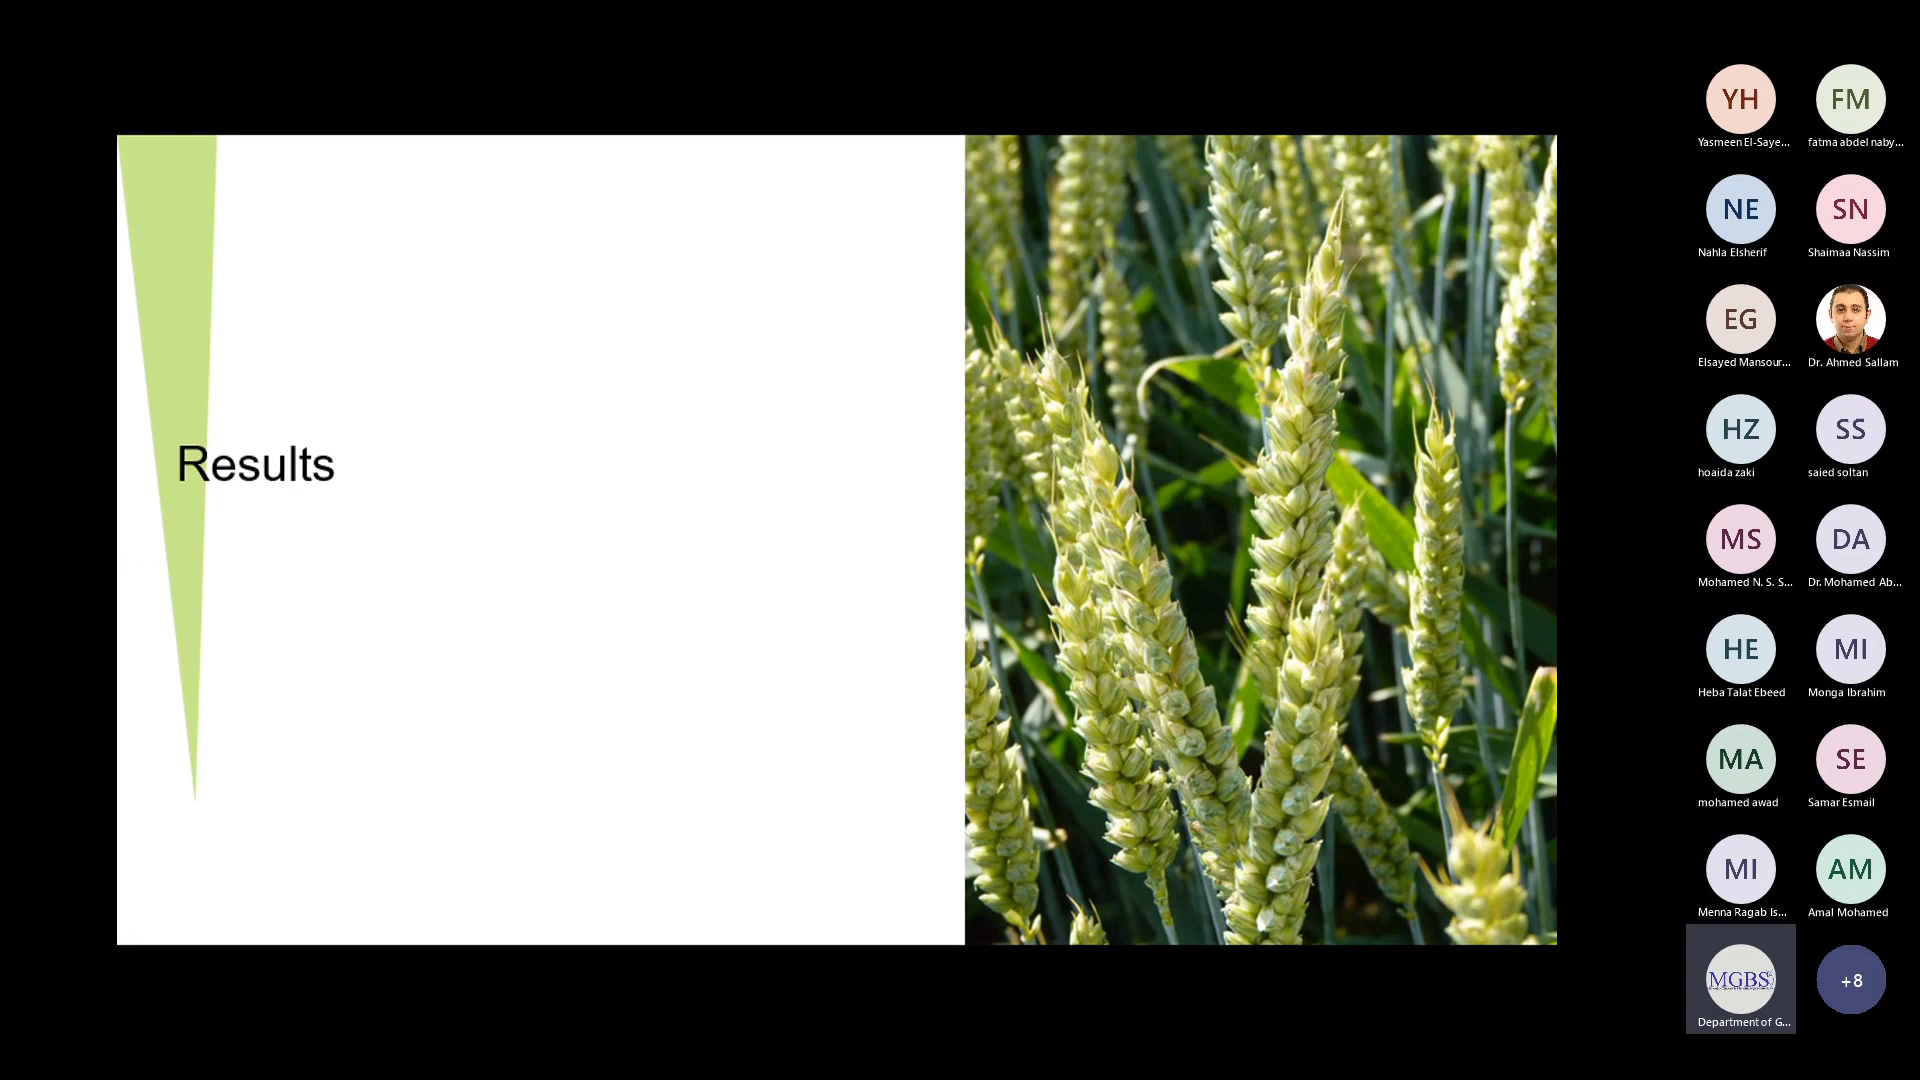 Results
YH
FM
Yasmeen El-Saye...
fatma abdel naby...
NE
SN
Nahla Elsherif
Shaimaa Nassim
EG
Elsayed Mansour...
Dr. Ahmed Sallam
HZ
SS
hoaida zaki
saied soltan
MS
DA
Mohamed N. S. S...
Dr. Mohamed Ab...
HE
MI
Heba Talat Ebeed
Monga Ibrahim
MA
SE
mohamed awad
Samar Esmail
MI
AM
Menna Ragab Is...
Amal Mohamed
MGBS
+8
Department of G...